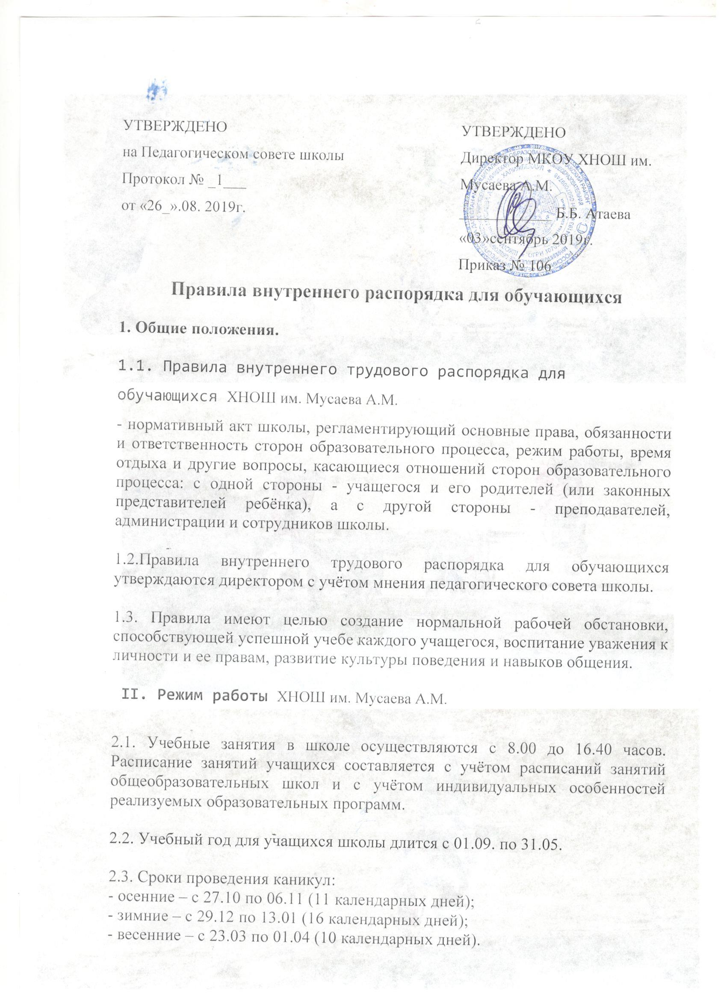 УТВЕРЖДЕНО
на Педагогическом совете школы
Протокол № _1___
от «26_».08. 2019г.
УТВЕРЖДЕНО
Директор МКОУ ХНОШ им.
Мусаева А.М.
____________ Б.Б. Атаева
«03»сентябрь 2019г.
Приказ № 106
Правила внутреннего распорядка для обучающихся
1. Общие положения.
1.1. Правила внутреннего трудового распорядка для
обучающихся ХНОШ им. Мусаева А.М.
- нормативный акт школы, регламентирующий основные права, обязанности
и ответственность сторон образовательного процесса, режим работы, время
отдыха и другие вопросы, касающиеся отношений сторон образовательного
процесса: с одной стороны - учащегося и его родителей (или законных
представителей ребёнка), а с другой стороны - преподавателей,
администрации и сотрудников школы.
1.2.Правила внутреннего трудового распорядка для обучающихся
утверждаются директором с учётом мнения педагогического совета школы.
1.3. Правила имеют целью создание нормальной рабочей обстановки,
способствующей успешной учебе каждого учащегося, воспитание уважения к
личности и ее правам, развитие культуры поведения и навыков общения.
II. Режим работы ХНОШ им. Мусаева А.М.
2.1. Учебные занятия в школе осуществляются с 8.00 до 16.40 часов.
Расписание занятий учащихся составляется с учётом расписаний занятий
общеобразовательных школ и с учётом индивидуальных особенностей
реализуемых образовательных программ.
2.2. Учебный год для учащихся школы длится с 01.09. по 31.05.
2.3. Сроки проведения каникул:
- осенние – с 27.10 по 06.11 (11 календарных дней);
- зимние – с 29.12 по 13.01 (16 календарных дней);
- весенние – с 23.03 по 01.04 (10 календарных дней).